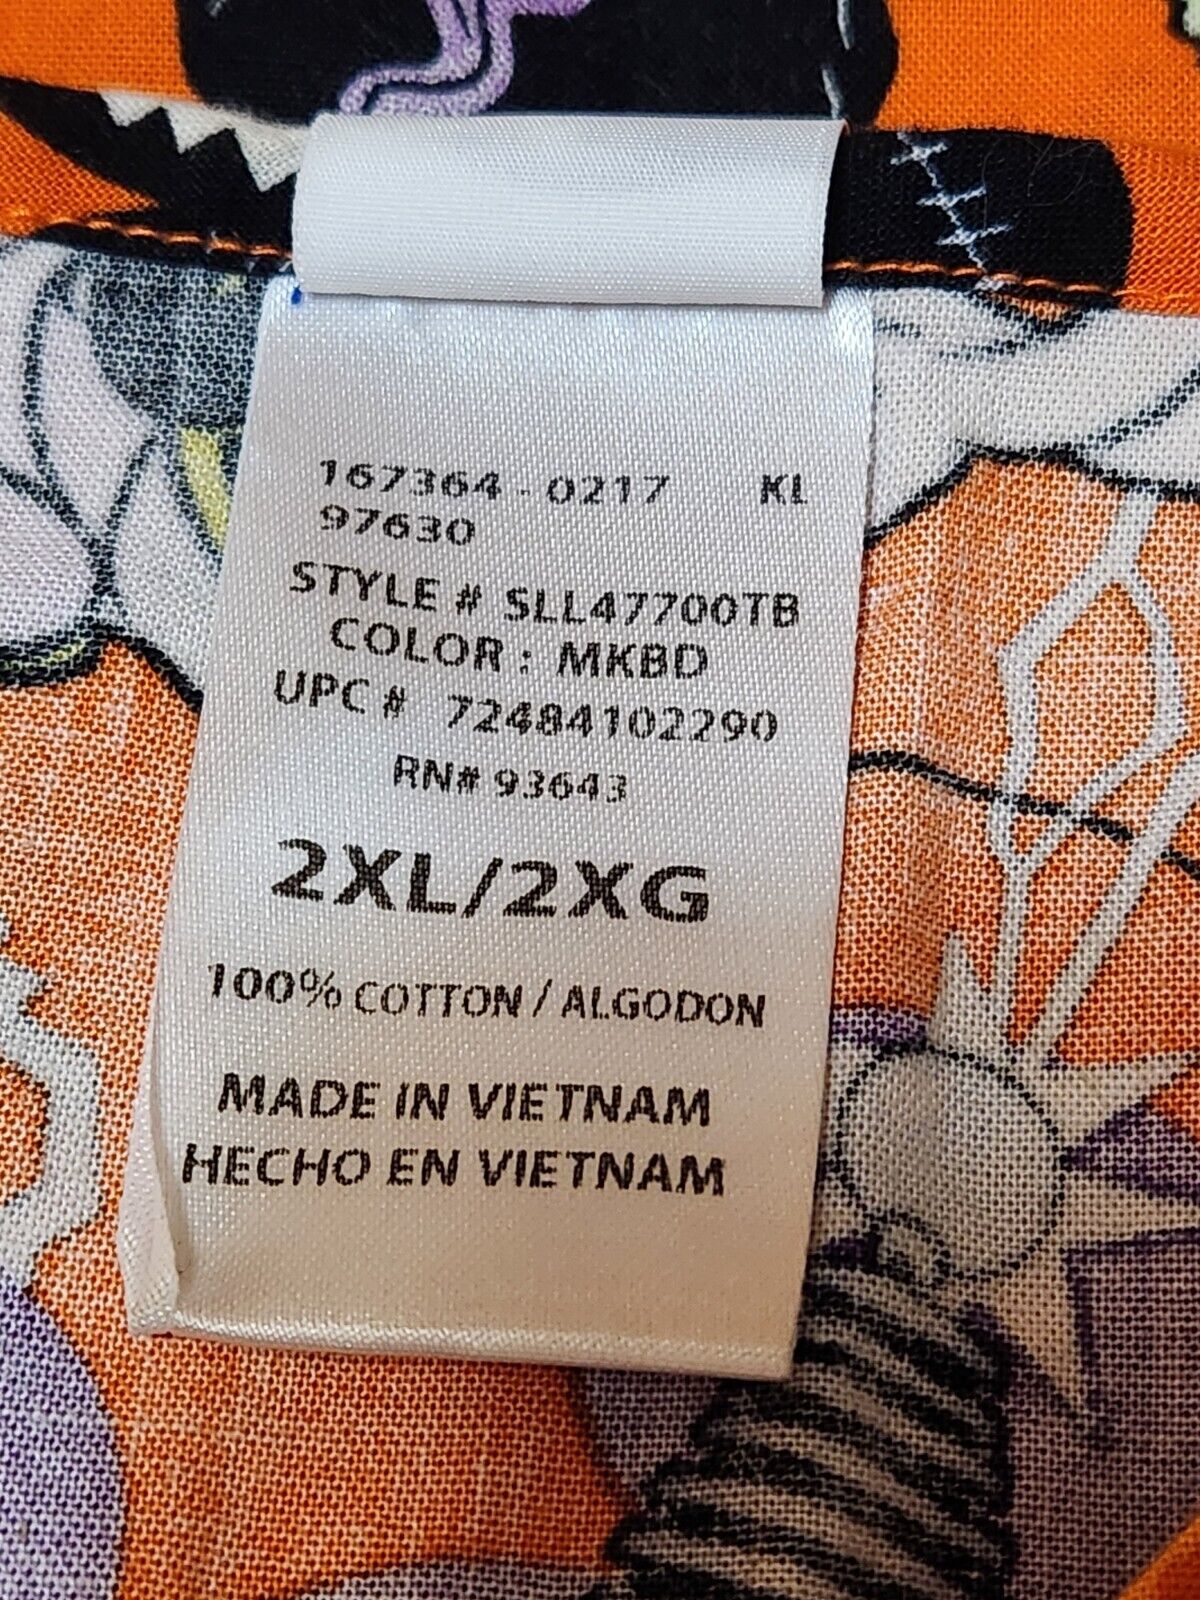 167364-0217 KL
97630
STYLE # SLL47700TB
COLOR: MKBD
UPC # 72484102290
RN# 93643
2XL/2XG
100% COTTON / ALGODON
MADE IN VIETNAM
HECHO EN VIETNAM